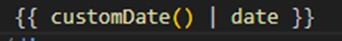 {{ customDate() | date }}